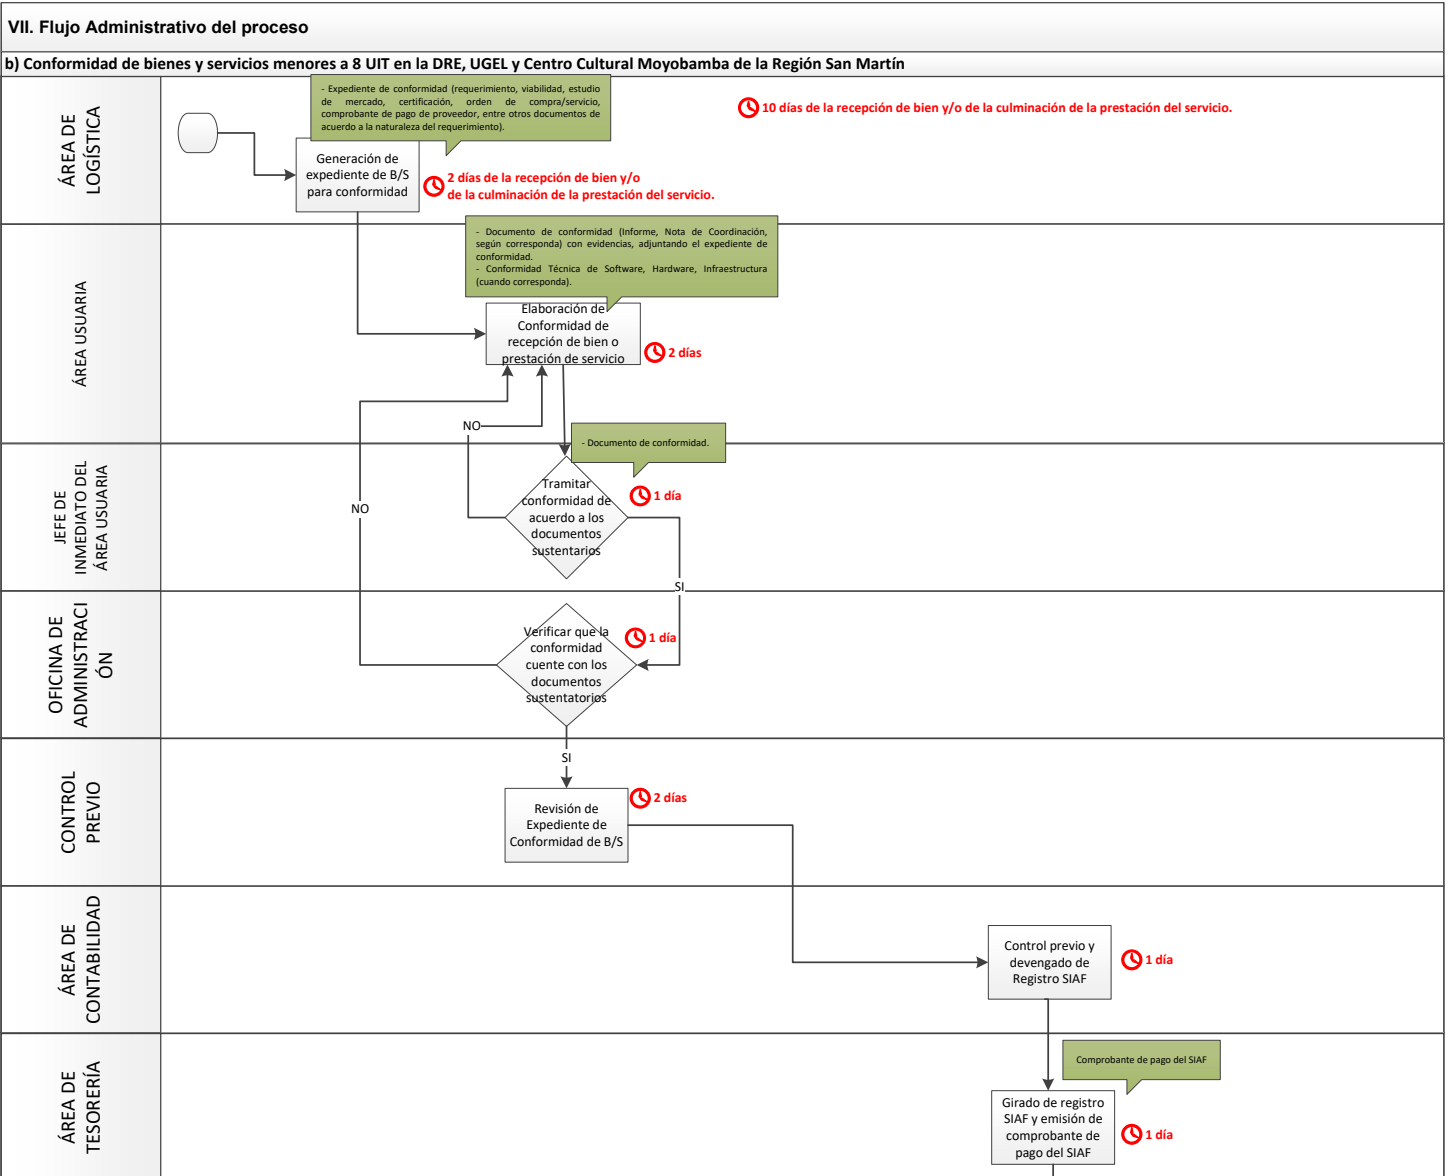 VII. Flujo Administrativo del proceso
b) Conformidad de bienes y servicios menores a 8 UIT en la DRE, UGEL y Centro Cultural Moyobamba de la Región San Martín
ÁREA DE
LOGÍSTICA
- Expediente de conformidad (requerimiento, viabilidad, estudio
de mercado, certificación, orden de compra/servicio,
comprobante de pago de proveedor, entre otros documentos de
acuerdo a la naturaleza del requerimiento).
10 días de la recepción de bien y/o de la culminación de la prestación del servicio.
Generación de
expediente de B/S
para conformidad
2 días de la recepción de bien y/o
de la culminación de la prestación del servicio.
ÁREA USUARIA
- Documento de conformidad (Informe, Nota de Coordinación,
según corresponda) con evidencias, adjuntando el expediente de
conformidad.
- Conformidad Técnica de Software, Hardware, Infraestructura
(cuando corresponda).
Elaboración de
Conformidad de
recepción de bien o
prestación de servicio
2 días
NO
- Documento de conformidad.
JEFE DE
INMEDIATO DEL
ÁREA USUARIA
Tramitar
conformidad de
acuerdo a los
documentos
sustentarios
1 día
NO
SI
OFICINA DE
ADMINISTRACI
ÓN
Verificar que la
conformidad
cuente con los
documentos
sustentatorios
1 día
SI
CONTROL
PREVIO
Revisión de
Expediente de
Conformidad de B/S
2 días
ÁREA DE
CONTABILIDAD
Control previo y
devengado de
Registro SIAF
1 día
ÁREA DE
TESORERÍA
Comprobante de pago del SIAF
Girado de registro
SIAF y emisión de
comprobante de
pago del SIAF
1 día